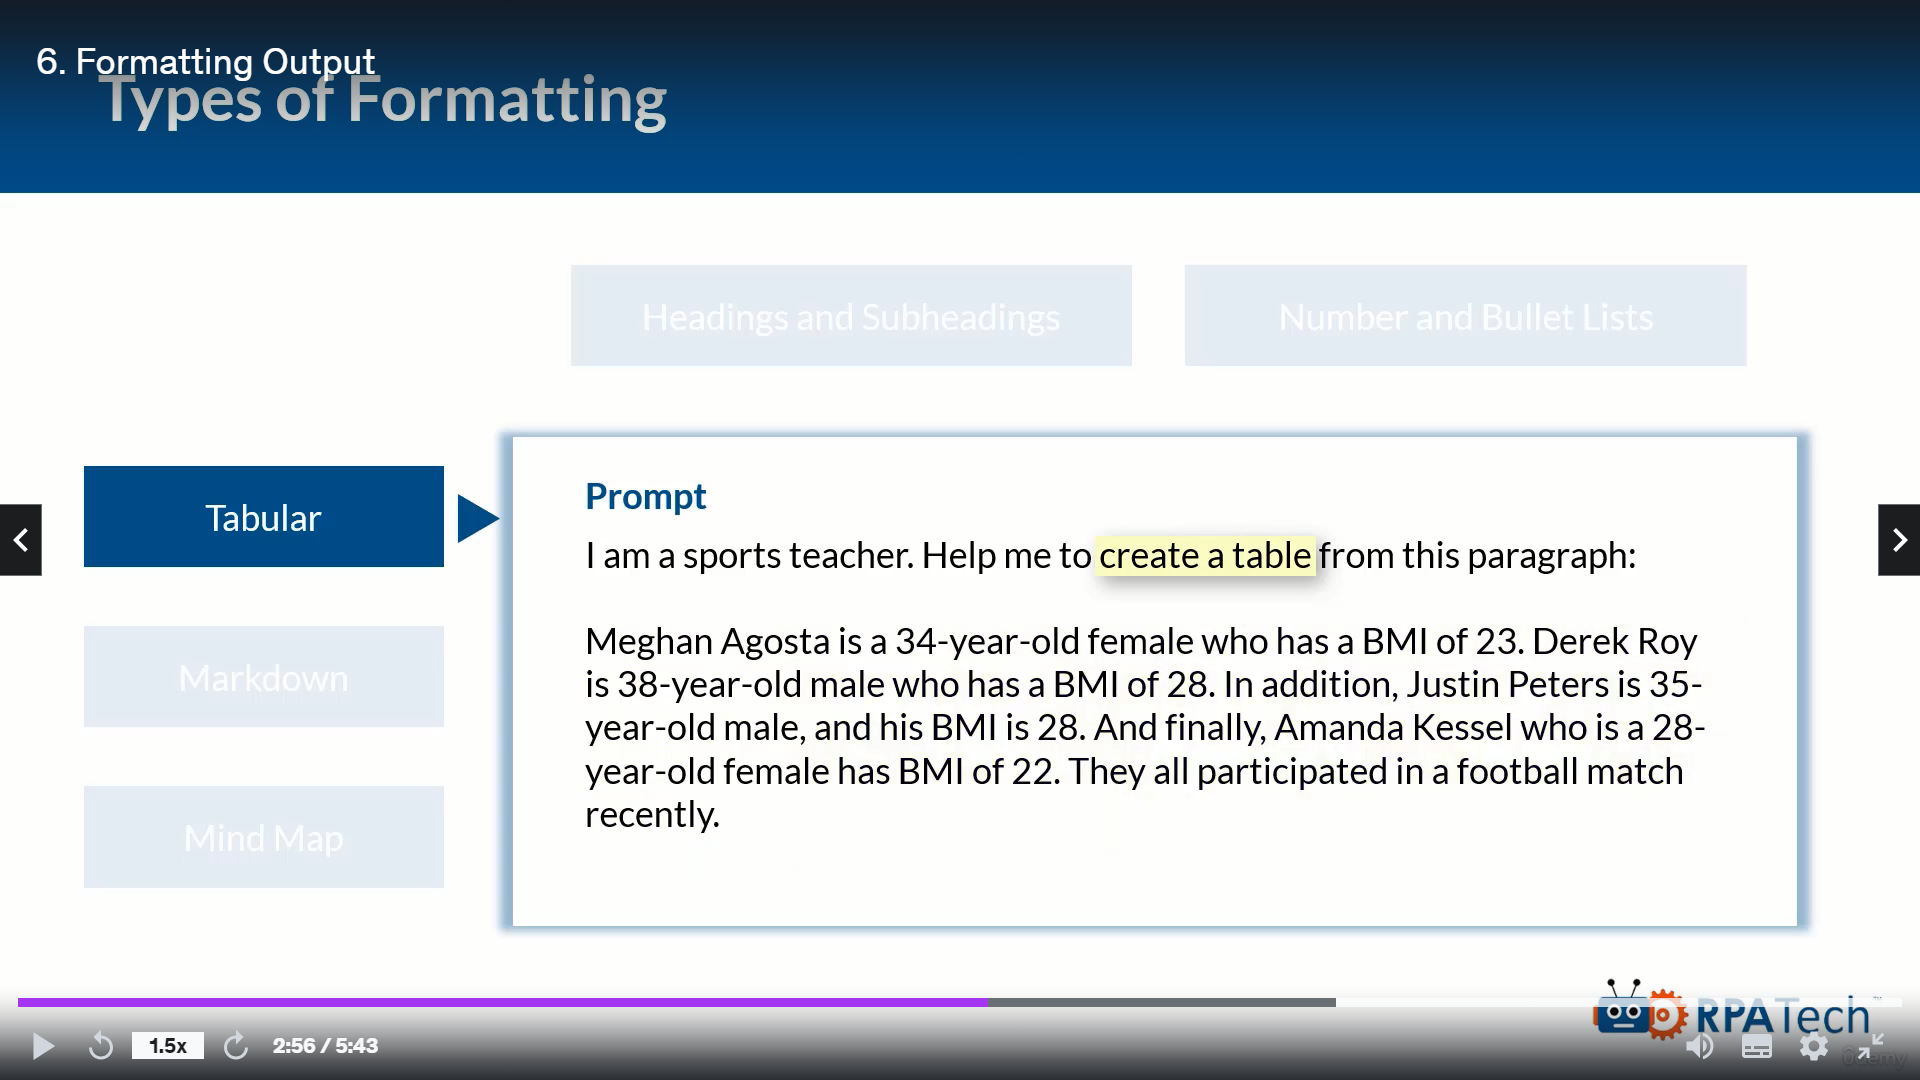 6. Formatting Output
Types of Formatting
Headings and Subheadings
Number and Bullet Lists
Tabular
Markdown
Mind Map
Prompt
I am a sports teacher. Help me to create a table from this paragraph:
Meghan Agosta is a 34-year-old female who has a BMI of 23. Derek Roy
is 38-year-old male who has a BMI of 28. In addition, Justin Peters is 35-
year-old male, and his BMI is 28. And finally, Amanda Kessel who is a 28-
year-old female has BMI of 22. They all participated in a football match
recently.
RPATech
1.5x
2:56 / 5:43
udemy